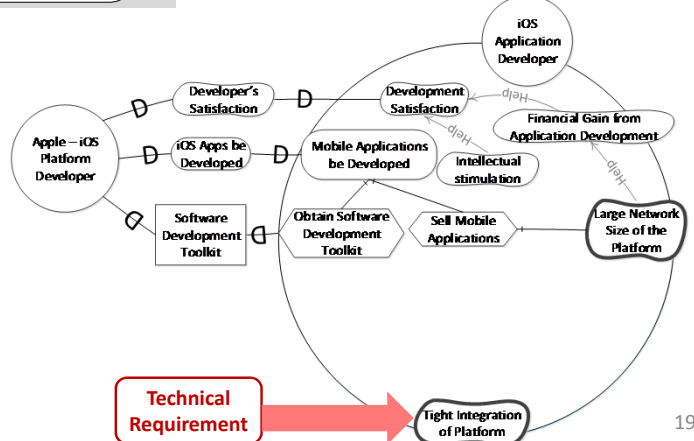 iOS
Application
Developer
Developer's
Satisfaction
D
D
Development
Satisfaction
Help
Financial Gain from
Application Development
Apple – iOS
Platform
Developer
D
iOS Apps be
Developed
D
Mobile Applications
be Developed
Help
Intellectual
stimulation
Help
D
Software
Development
Toolkit
D
Obtain Software
Development
Toolkit
Sell Mobile
Applications
Large Network
Size of the
Platform
Technical
Requirement
Tight Integration
of Platform
19